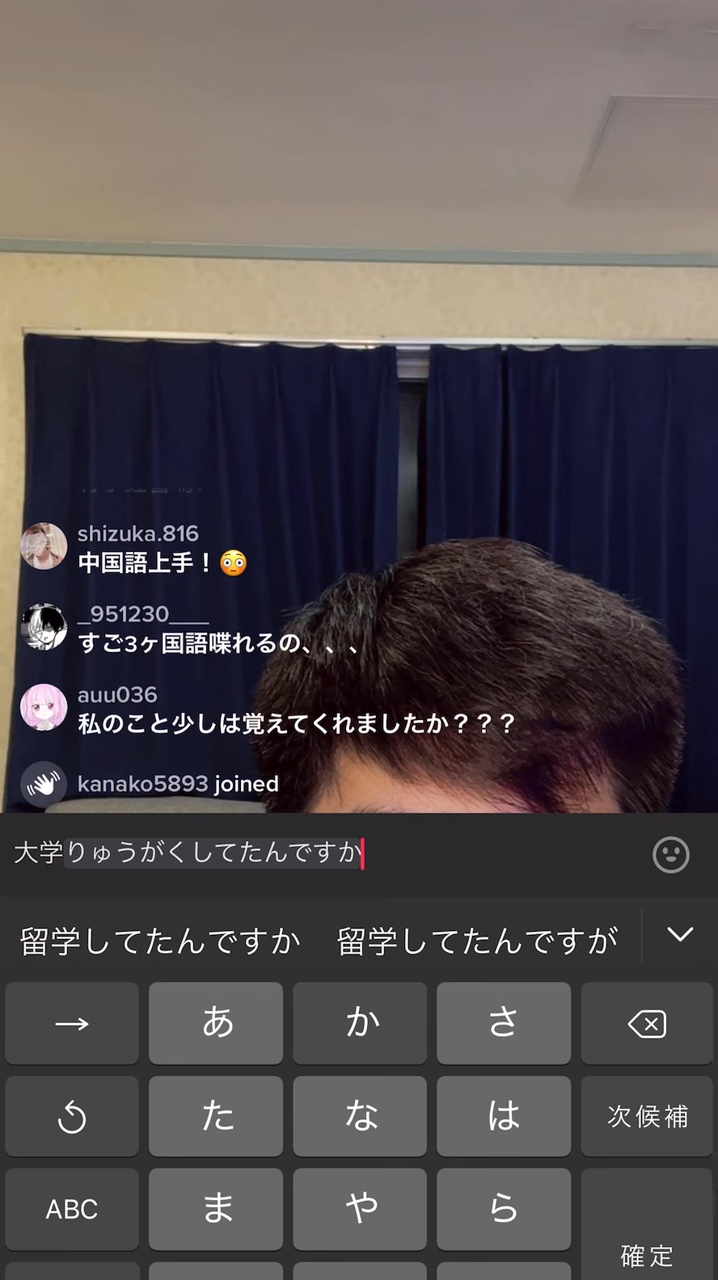 shizuka.816
中国語上手！😳
_951230___
すご3ヶ国語喋れるの、、、
auu036
私のこと少しは覚えてくれましたか？？？
kanako5893 joined
大学りゅうがくしてたんですか
留学してたんですか 留学してたんですが
→ あ か さ
た な は 次候補
ABC ま や ら
確定